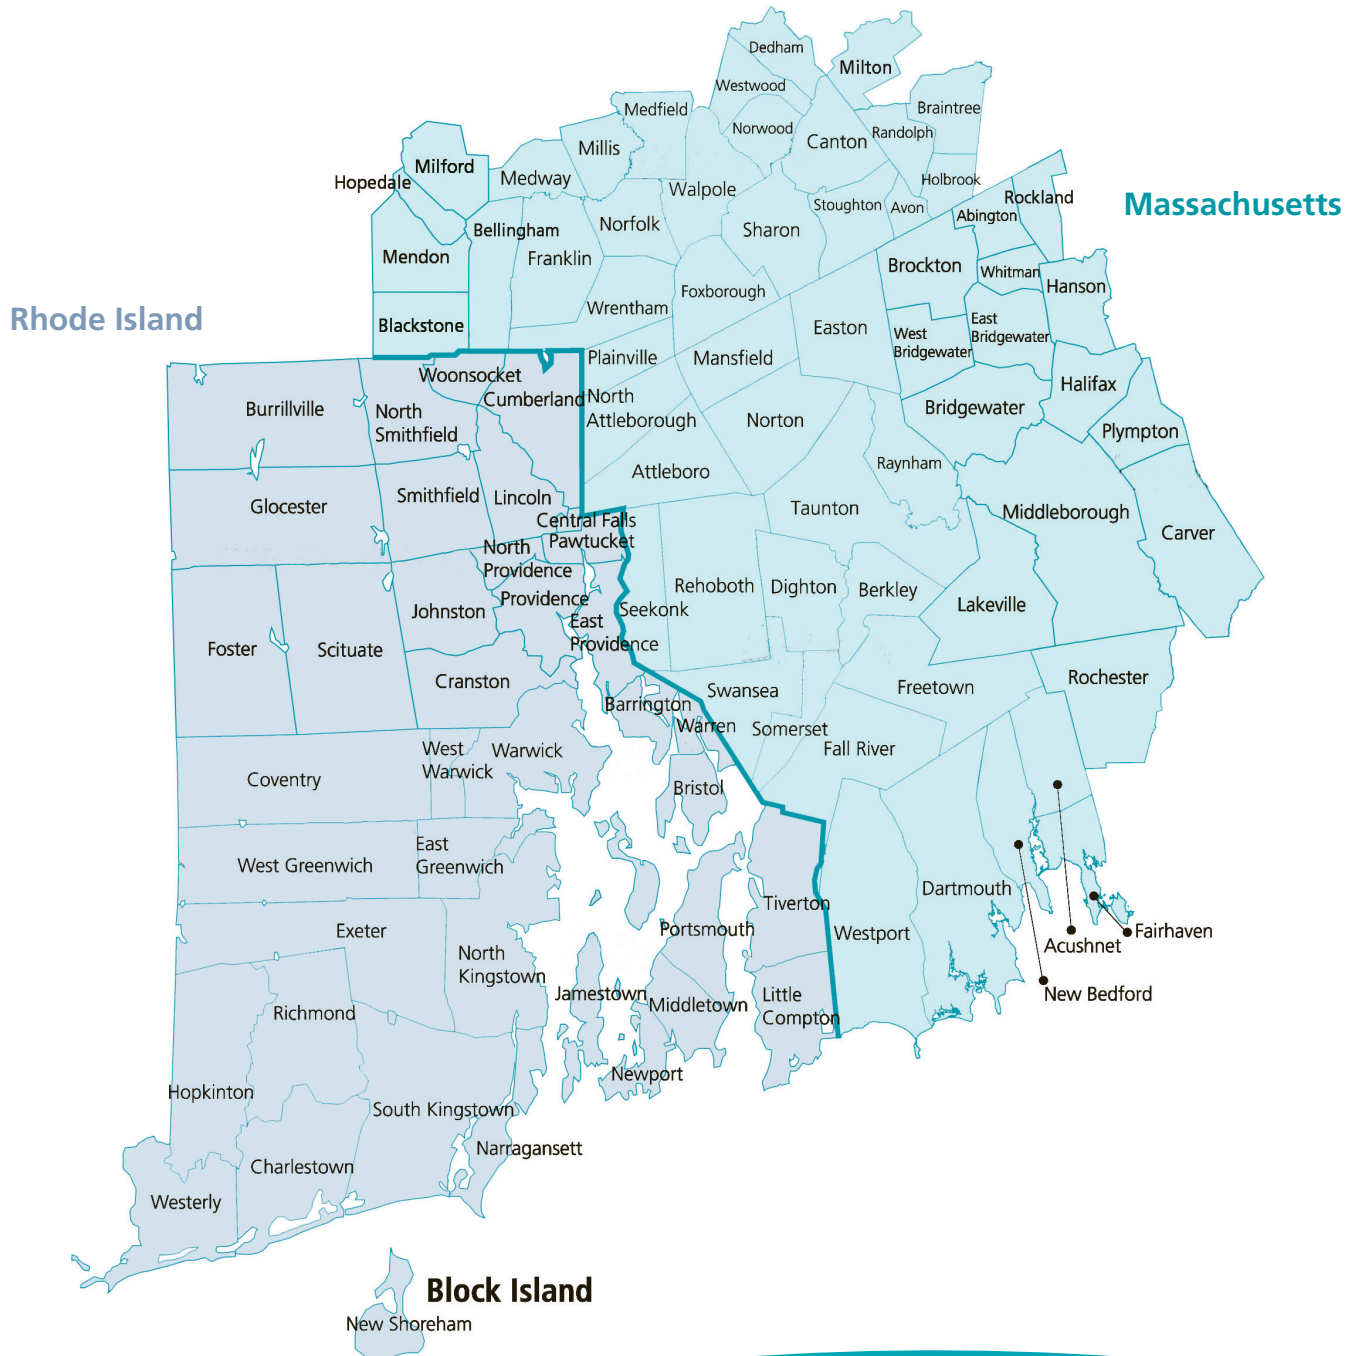 Dedham
Milton
Westwood
Medfield
Braintree
Norwood
Randolph
Canton
Millis
Milford
Medway
Holbrook
Hopedale
Walpole
Rockland
Massachusetts
Stoughton
Avon
Abington
Norfolk
Sharon
Bellingham
Mendon
Franklin
Brockton
Whitman
Hanson
Foxborough
Wrentham
Rhode Island
Blackstone
Easton
East
Bridgewater
West
Bridgewater
Plainville
Mansfield
Woonsocket
Halifax
Cumberland
North
Attleborough
Burrillville
North
Smithfield
Norton
Bridgewater
Plympton
Raynham
Attleboro
Smithfield
Lincoln
Glocester
Taunton
Middleborough
Central Falls
Carver
Pawtucket
North
Providence
Rehoboth
Dighton
Berkley
Providence
Seekonk
Lakeville
Johnston
East
Providence
Foster
Scituate
Cranston
Rochester
Freetown
Swansea
Barrington
Warren
Somerset
West
Warwick
Warwick
Fall River
Coventry
Bristol
East
Greenwich
West Greenwich
Dartmouth
Tiverton
Exeter
Portsmouth
Westport
Fairhaven
Acushnet
North
Kingstown
Jamestown
Middletown
Little
Compton
New Bedford
Richmond
Newport
Hopkinton
South Kingstown
Narragansett
Charlestown
Westerly
Block Island
New Shoreham